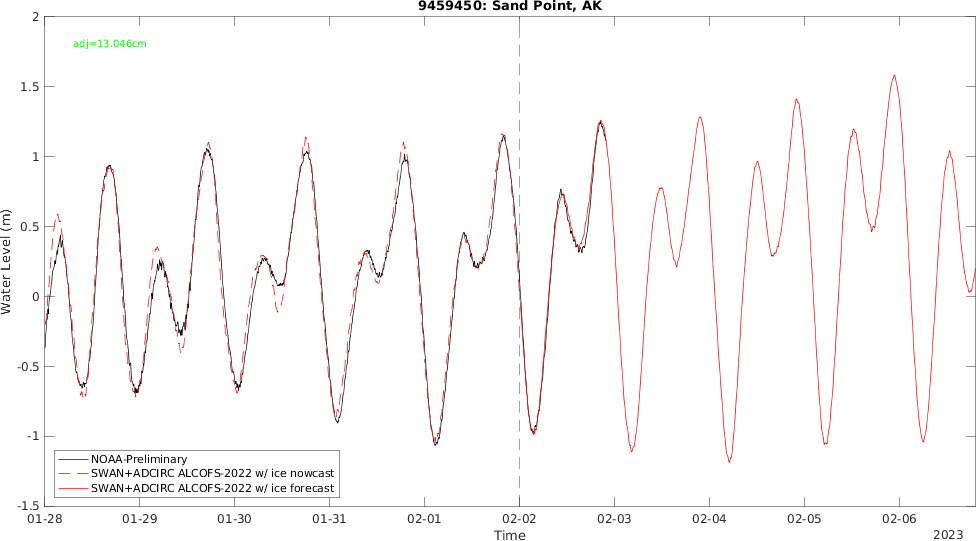 9459450: Sand Point, AK
adj=13.046cm
Water Level (m)
2
1.5
1
0.5
0
-0.5
-1
-1.5
NOAA-Preliminary
SWAN+ADCIRC ALCOFS-2022 w/ ice nowcast
SWAN+ADCIRC ALCOFS-2022 w/ ice forecast
01-28 01-29 01-30 01-31 02-01 02-02 02-03 02-04 02-05 02-06
Time
2023